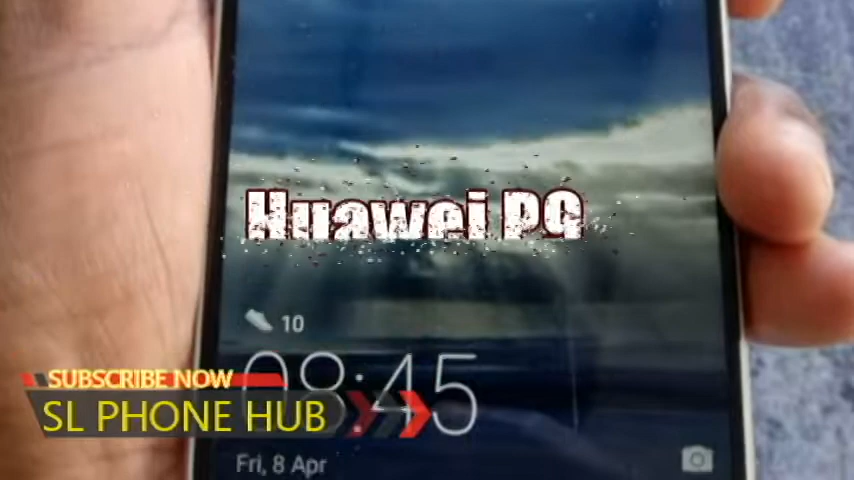 Huawei P9
10
08:45
SUBSCRIBE NOW
SL PHONE HUB
Fri, 8 Apr